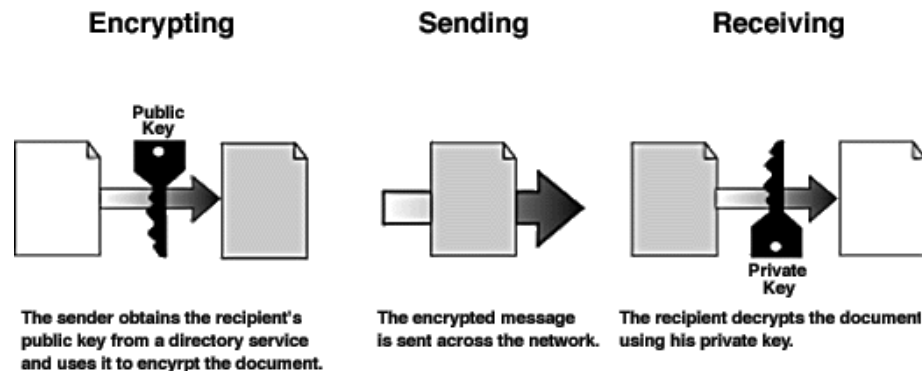 Encrypting
Sending
Receiving
Public
Key
Private
Key
The sender obtains the recipient's
public key from a directory service
and uses it to encyrpt the document.
The encrypted message
is sent across the network.
The recipient decrypts the document
using his private key.